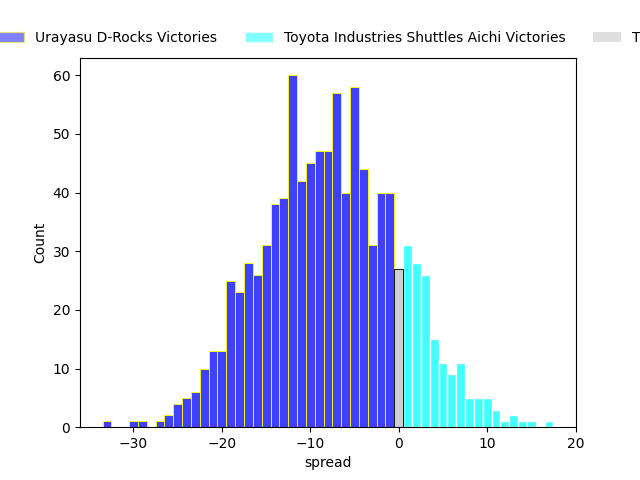 Urayasu D-Rocks Victories Toyota Industries Shuttles Aichi Victories T
60
50
40
30
20
10
0
Count
−30 −20 −10 0 10 20
spread